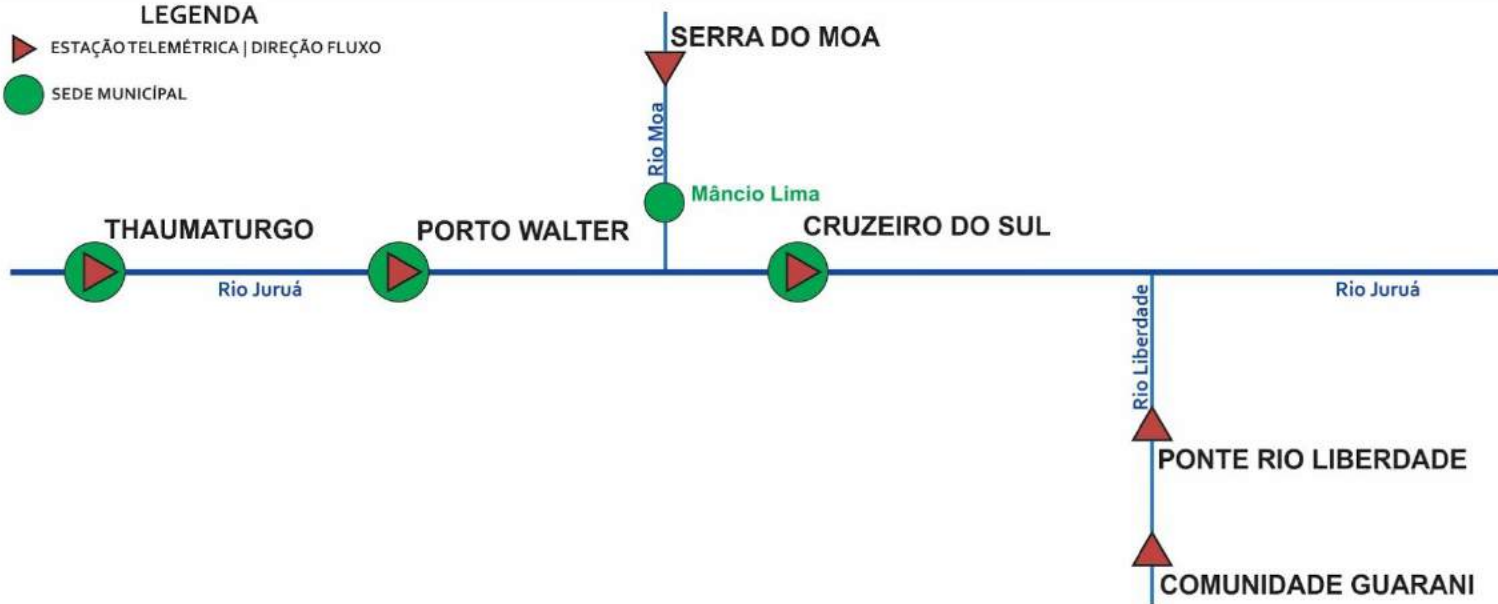 LEGENDA
ESTAÇÃO TELEMÉTRICA | DIREÇÃO FLUXO
SEDE MUNICÍPAL
SERRA DO MOA
Rio Moa
Mâncio Lima
THAUMATURGO
PORTO WALTER
CRUZEIRO DO SUL
Rio Juruá
Rio Juruá
Rio Liberdade
PONTE RIO LIBERDADE
COMUNIDADE GUARANI